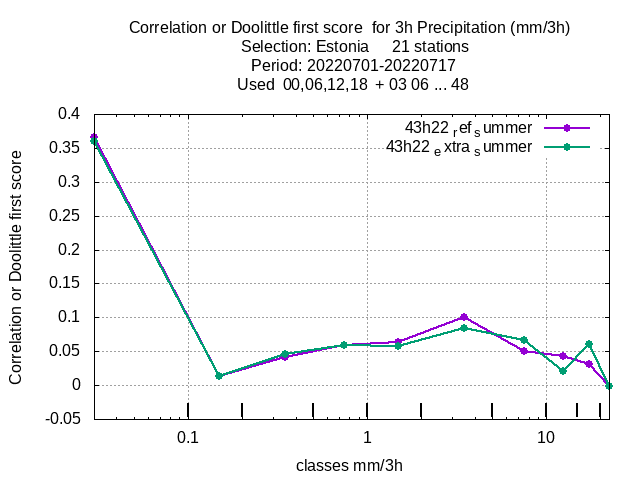 Correlation or Doolittle first score  for 3h Precipitation (mm/3h)
Selection: Estonia     21 stations
Period: 20220701-20220717
Used  00,06,12,18  + 03 06 ... 48
43h22 ref summer
43h22 extra summer
0.4
0.35
0.3
0.25
0.2
0.15
0.1
0.05
0
-0.05
0.1
1
10
Correlation or Doolittle first score
classes mm/3h